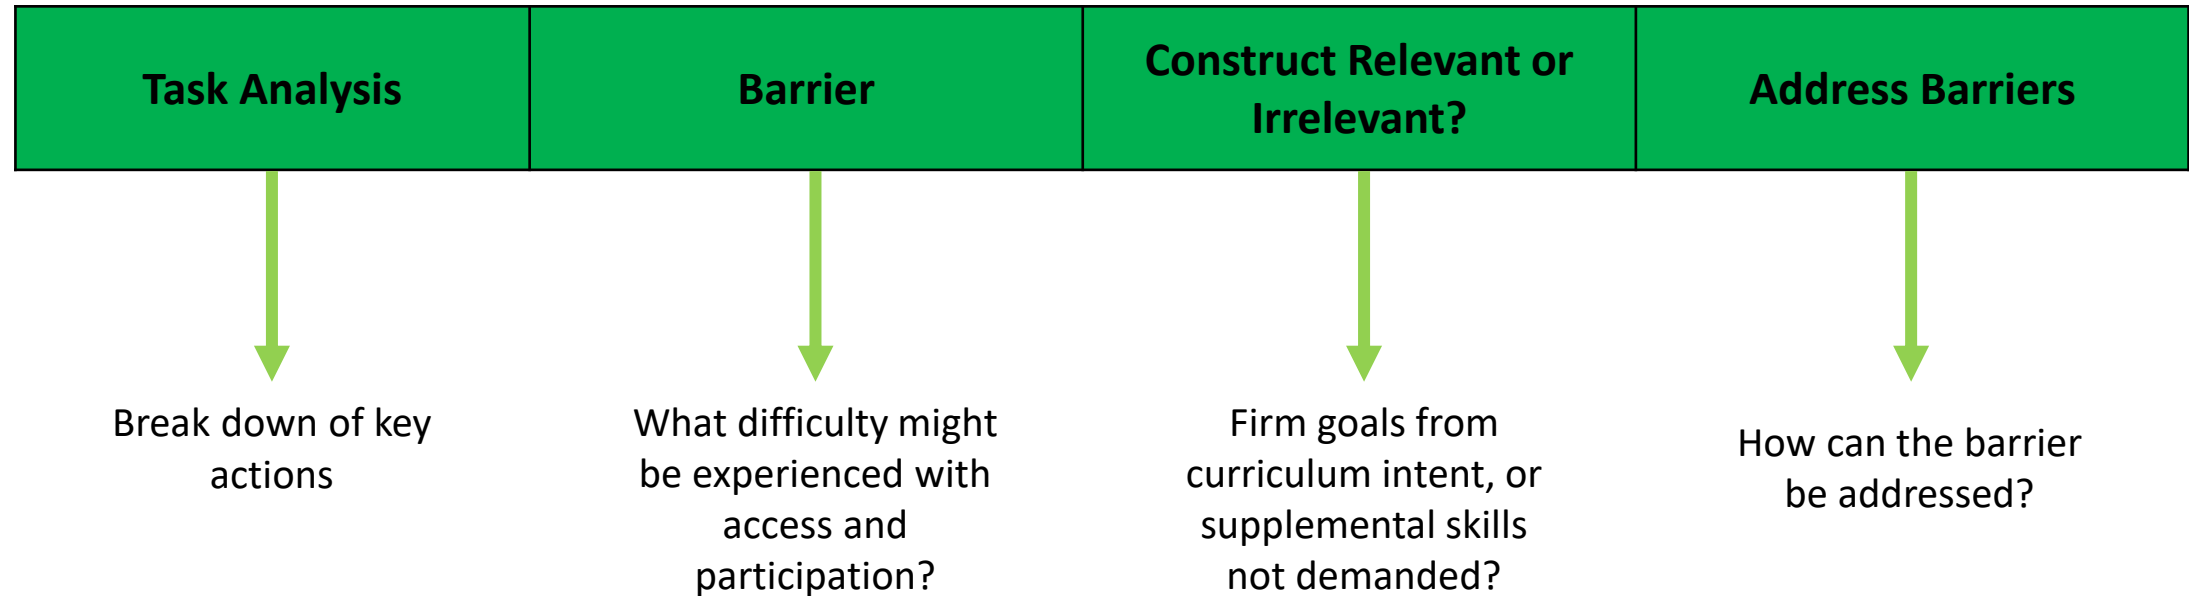 Task Analysis
Barrier
Construct Relevant or
Irrelevant?
Address Barriers
Break down of key
actions
What difficulty might
be experienced with
access and
participation?
Firm goals from
curriculum intent, or
supplemental skills
not demanded?
How can the barrier
be addressed?